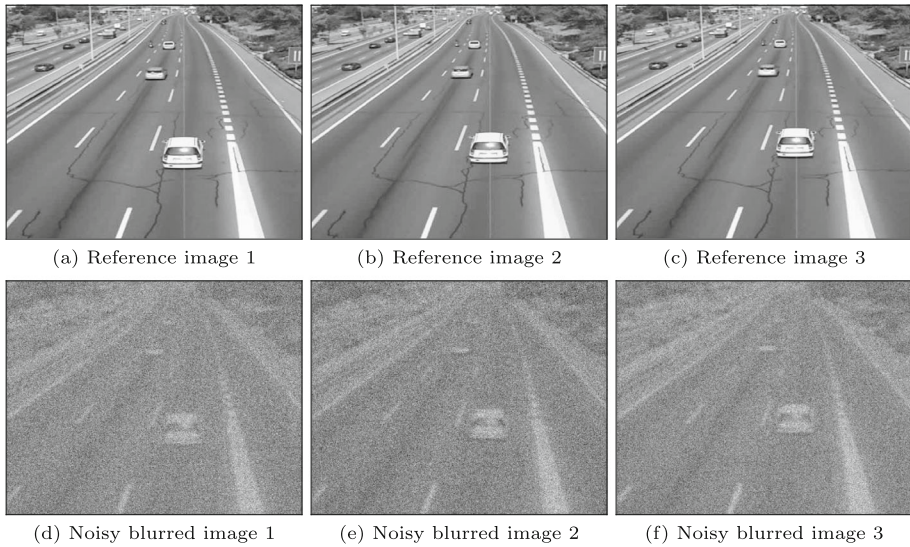 (a) Reference image 1
(b) Reference image 2
(c) Reference image 3
(d) Noisy blurred image 1
(e) Noisy blurred image 2
(f) Noisy blurred image 3